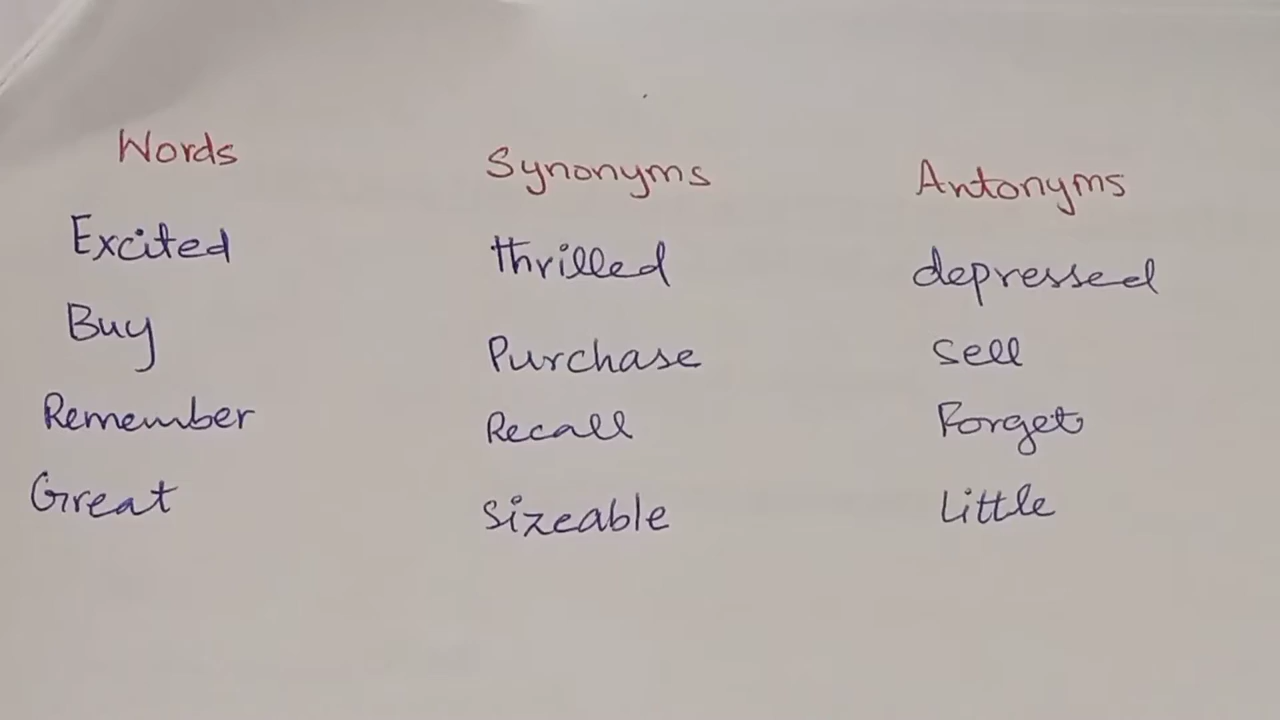 Words Synonyms Antonyms
Excited thrilled depressed
Buy Purchase Sell
Remember Recall Forget
Great Sizeable Little